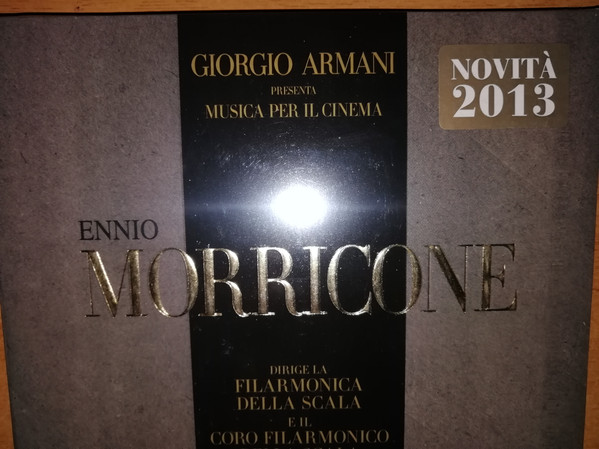 GIORGIO ARMANI
PRESENTA
MUSICA PER IL CINEMA
NOVITÀ
2013
ENNIO
MORRICONE
DIRIGE LA
FILARMONICA
DELLA SCALA
E IL
CORO FILARMONICO